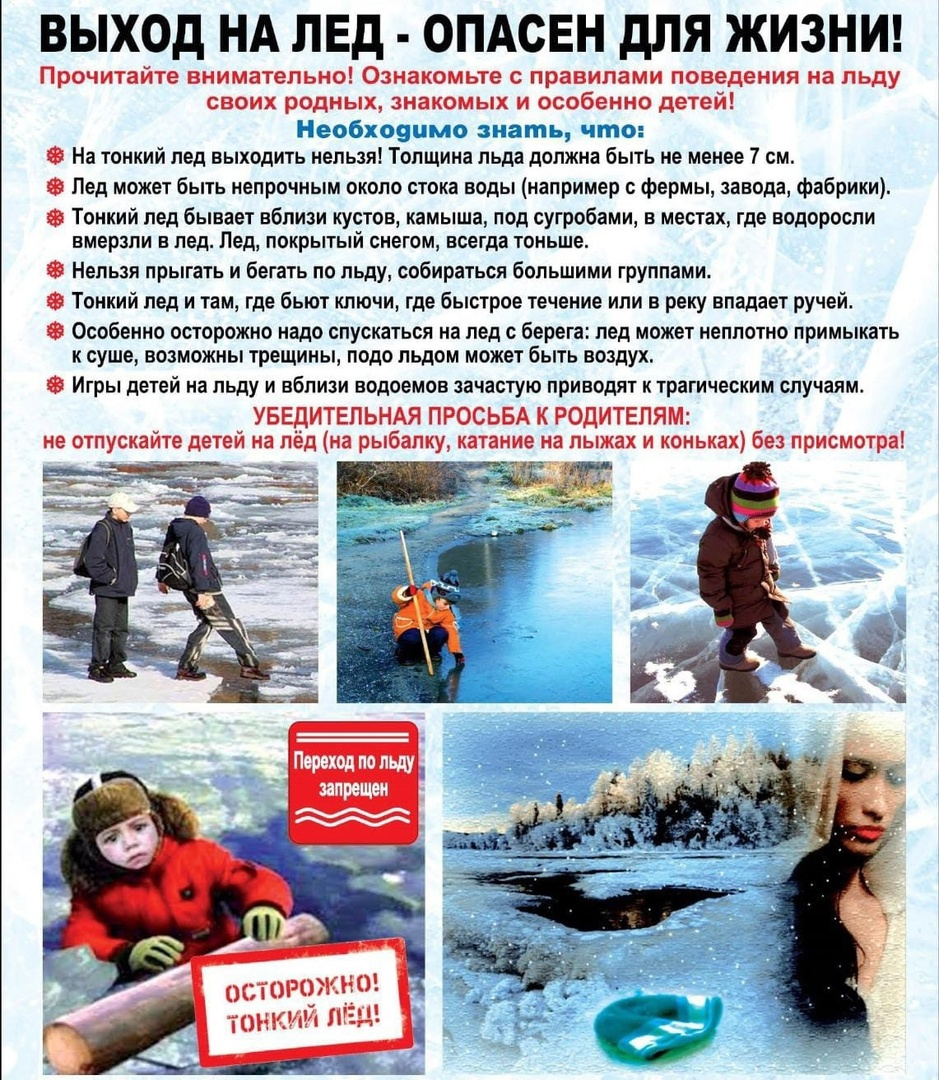 ВЫХОД НА ЛЕД - ОПАСЕН ДЛЯ ЖИЗНИ!
Прочитайте внимательно! Ознакомьте с правилами поведения на льду
своих родных, знакомых и особенно детей!
Необходимо знать, что:
На тонкий лед выходить нельзя! Толщина льда должна быть не менее 7 см.
Лед может быть непрочным около стока воды (например с фермы, завода, фабрики).
Тонкий лед бывает вблизи кустов, камыша, под сугробами, в местах, где водоросли
вмерзли в лед. Лед, покрытый снегом, всегда тоньше.
Нельзя прыгать и бегать по льду, собираться большими группами.
Тонкий лед и там, где бьют ключи, где быстрое течение или в реку впадает ручей.
Особенно осторожно надо спускаться на лед с берега: лед может неплотно примыкать
к суше, возможны трещины, подо льдом может быть воздух.
Игры детей на льду и вблизи водоемов зачастую приводят к трагическим случаям.
УБЕДИТЕЛЬНАЯ ПРОСЬБА К РОДИТЕЛЯМ:
не отпускайте детей на лёд (на рыбалку, катание на лыжах и коньках) без присмотра!
Переход по льду
запрещен
ОСТОРОЖНО!
ТОНКИЙ ЛЁД!